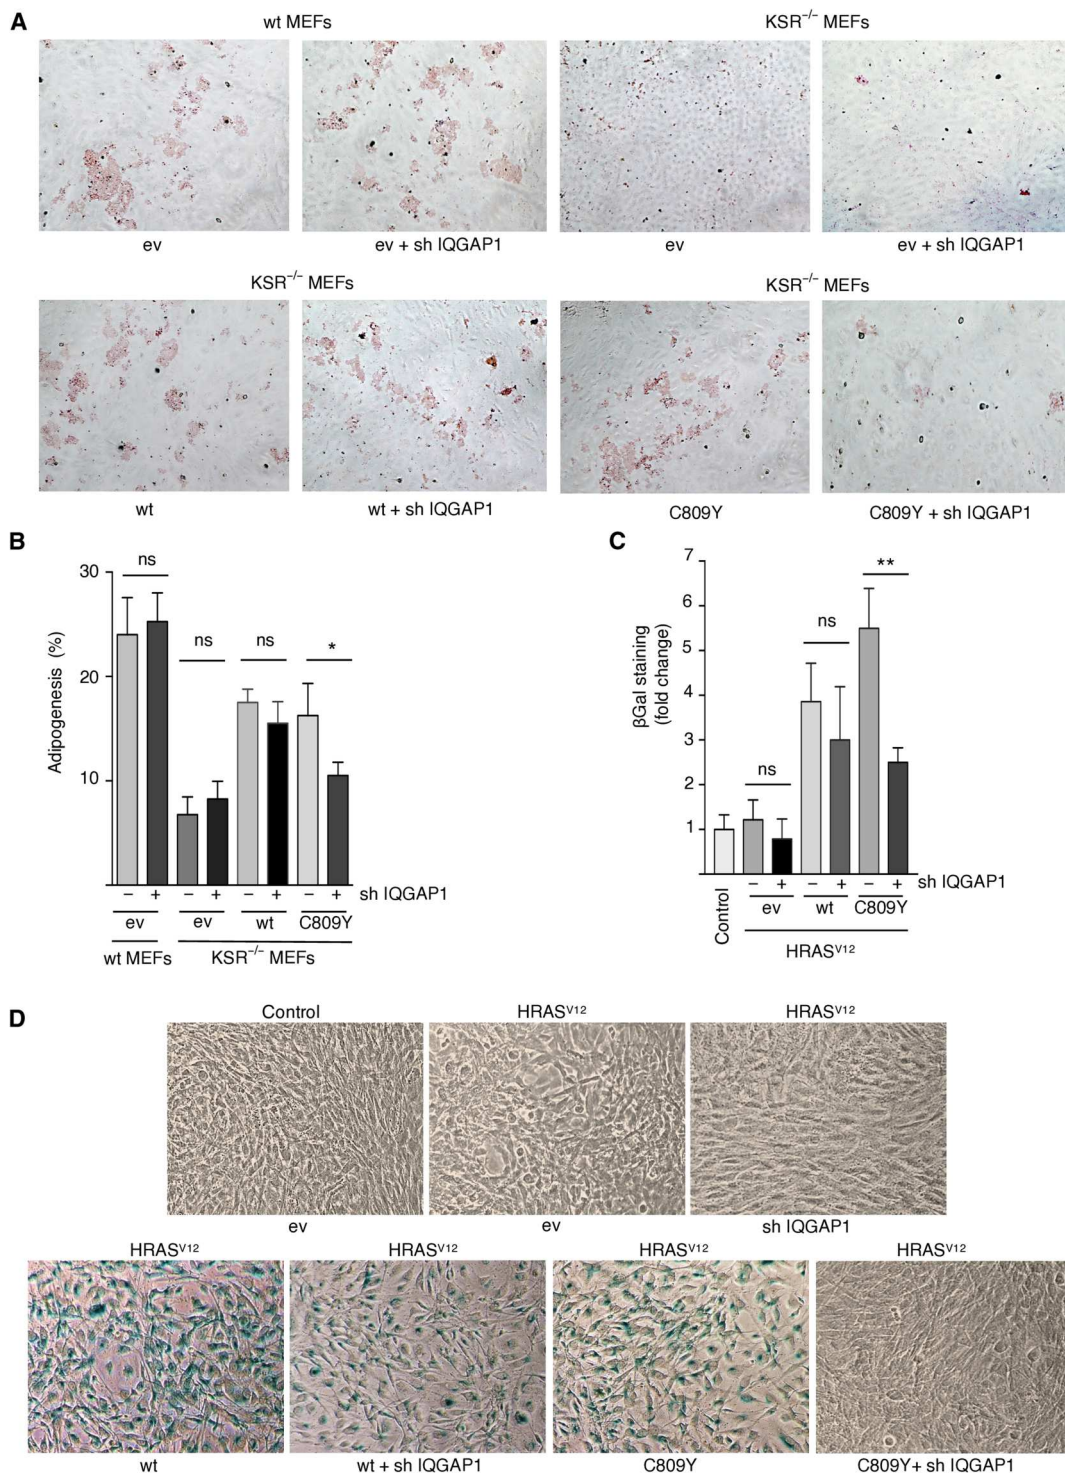 A
wt MEFs
KSR−/− MEFs
ev
ev + sh IQGAP1
ev
ev + sh IQGAP1
KSR−/− MEFs
KSR−/− MEFs
wt
wt + sh IQGAP1
C809Y
C809Y + sh IQGAP1
B
Adipogenesis (%)
30
20
10
ns
ns
ns
*
− + − + − + − + sh IQGAP1
ev ev wt C809Y
wt MEFs KSR−/− MEFs
C
βGal staining
(fold change)
7
6
5
4
3
2
1
ns
ns
**
− + − + − + sh IQGAP1
Control
ev wt C809Y
HRASV12
D
Control
HRASV12
HRASV12
ev
ev
sh IQGAP1
HRASV12
HRASV12
HRASV12
HRASV12
wt
wt + sh IQGAP1
C809Y
C809Y+ sh IQGAP1